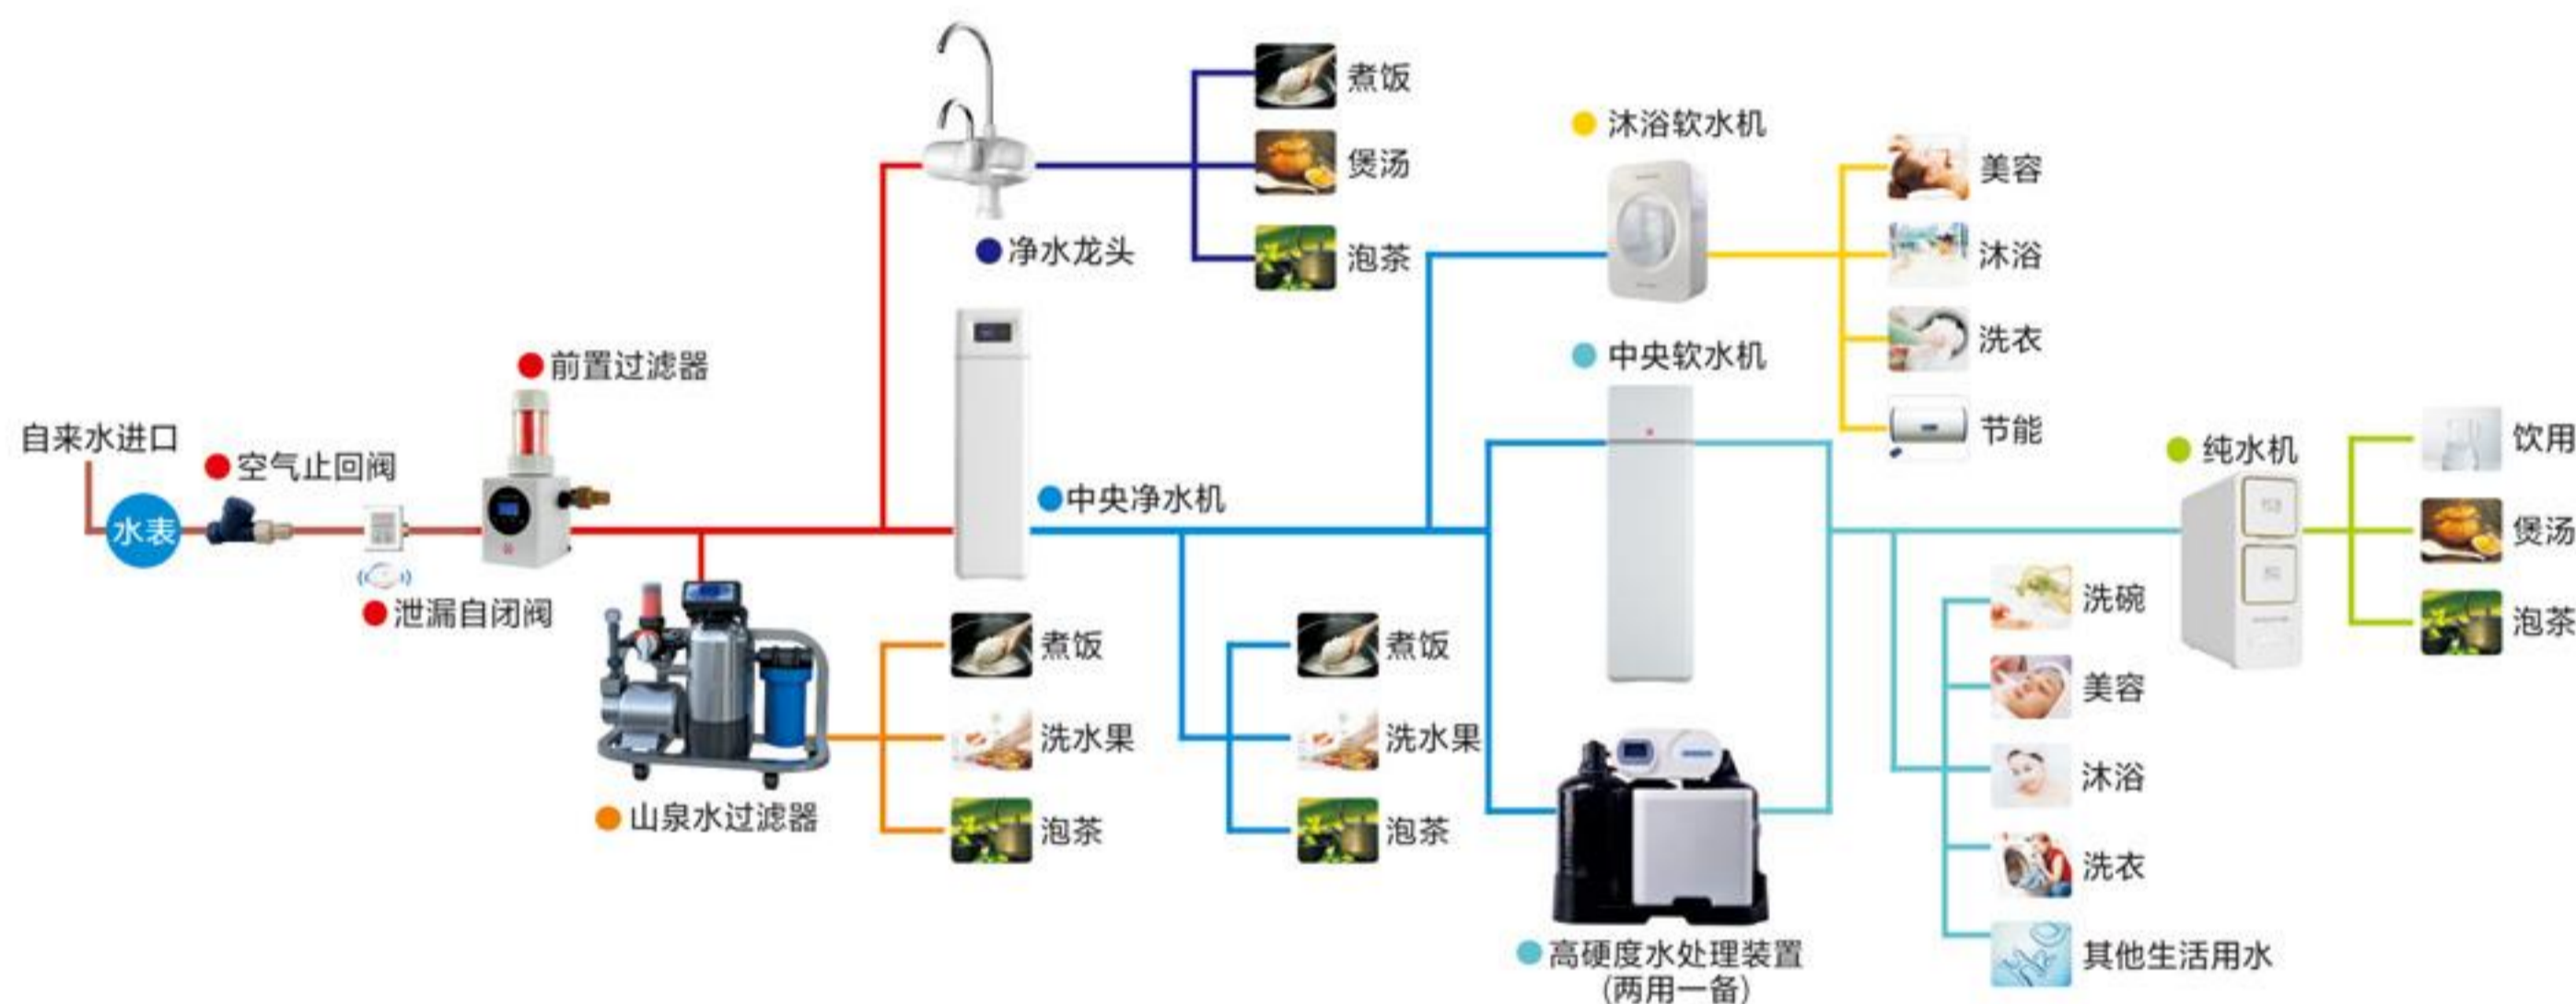 自来水进口
水表
空气止回阀
泄漏自闭阀
前置过滤器
净水龙头
煮饭
煲汤
泡茶
中央净水机
山泉水过滤器
煮饭
洗水果
泡茶
煮饭
洗水果
泡茶
沐浴软水机
美容
沐浴
洗衣
节能
中央软水机
高硬度水处理装置
(两用一备)
洗碗
美容
沐浴
洗衣
其他生活用水
H₂O
纯水机
饮用
煲汤
泡茶